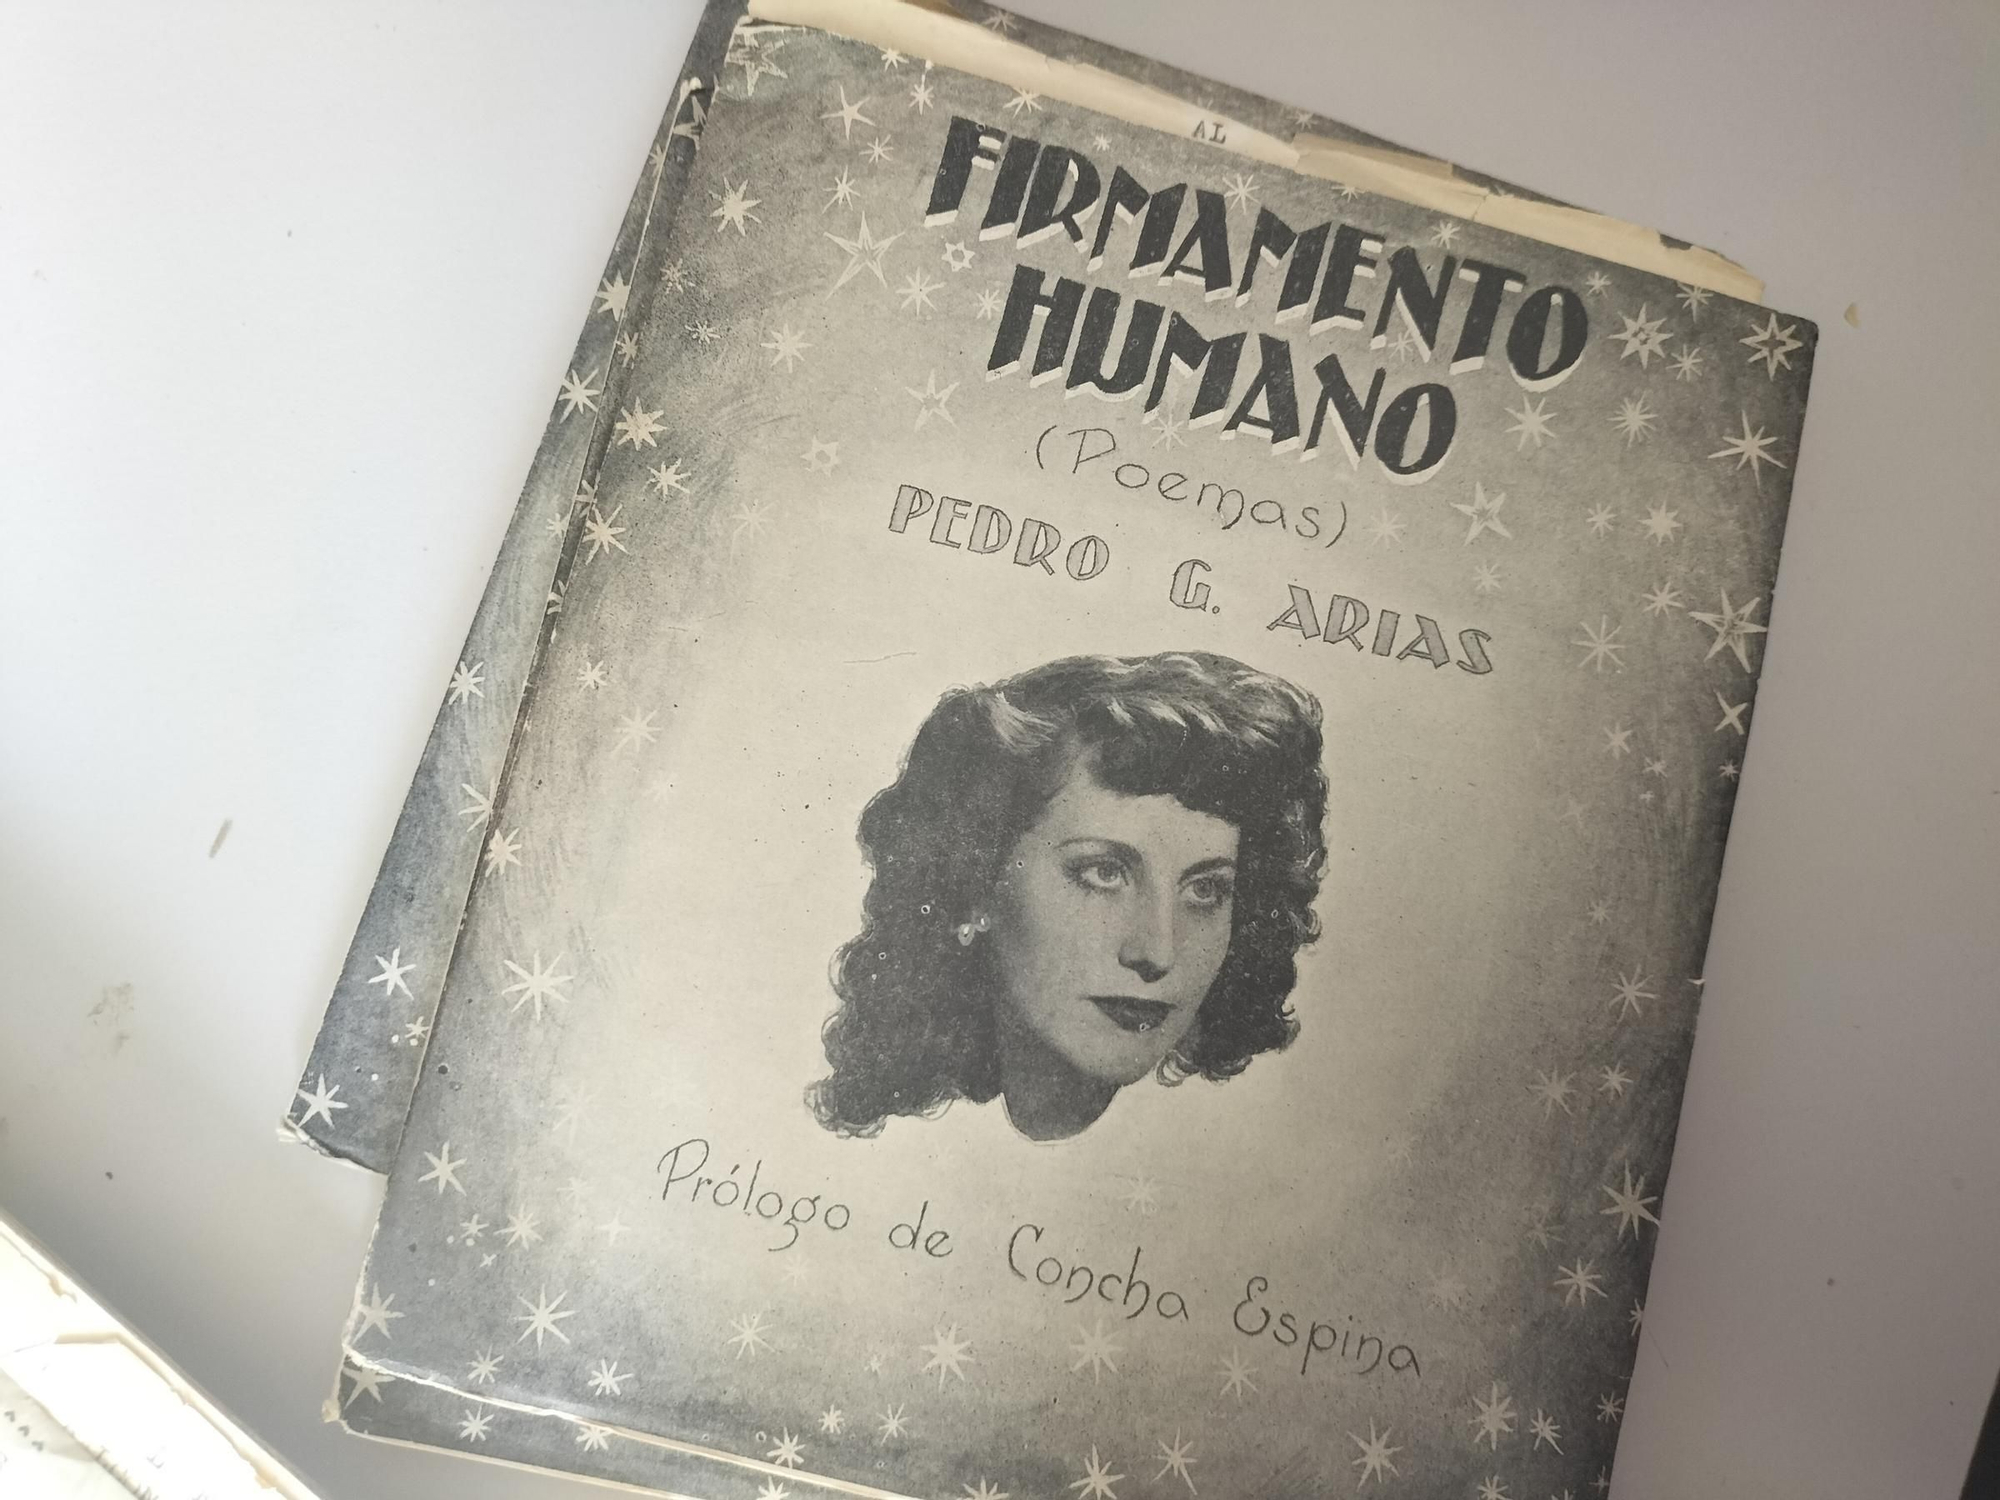 AL
FIRMAMENTO
HUMANO
(Poemas)
PEDRO G. ARIAS
Prólogo de Concha Espina